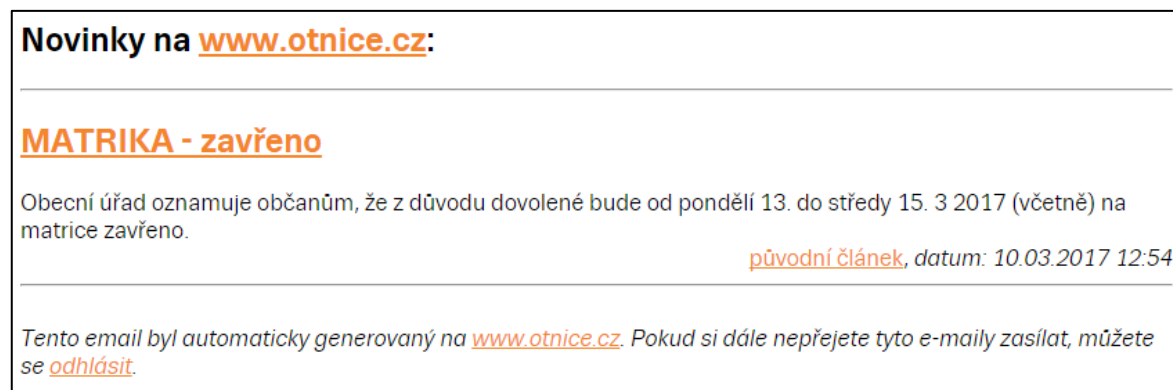 Novinky na www.otnice.cz:
MATRIKA - zavřeno
Obecní úřad oznamuje občanům, že z důvodu dovolené bude od pondělí 13. do středy 15. 3 2017 (včetně) na
matrice zavřeno.
původní článek, datum: 10.03.2017 12:54
Tento email byl automaticky generovaný na www.otnice.cz. Pokud si dále nepřejete tyto e-maily zasílat, můžete
se odhlásit.